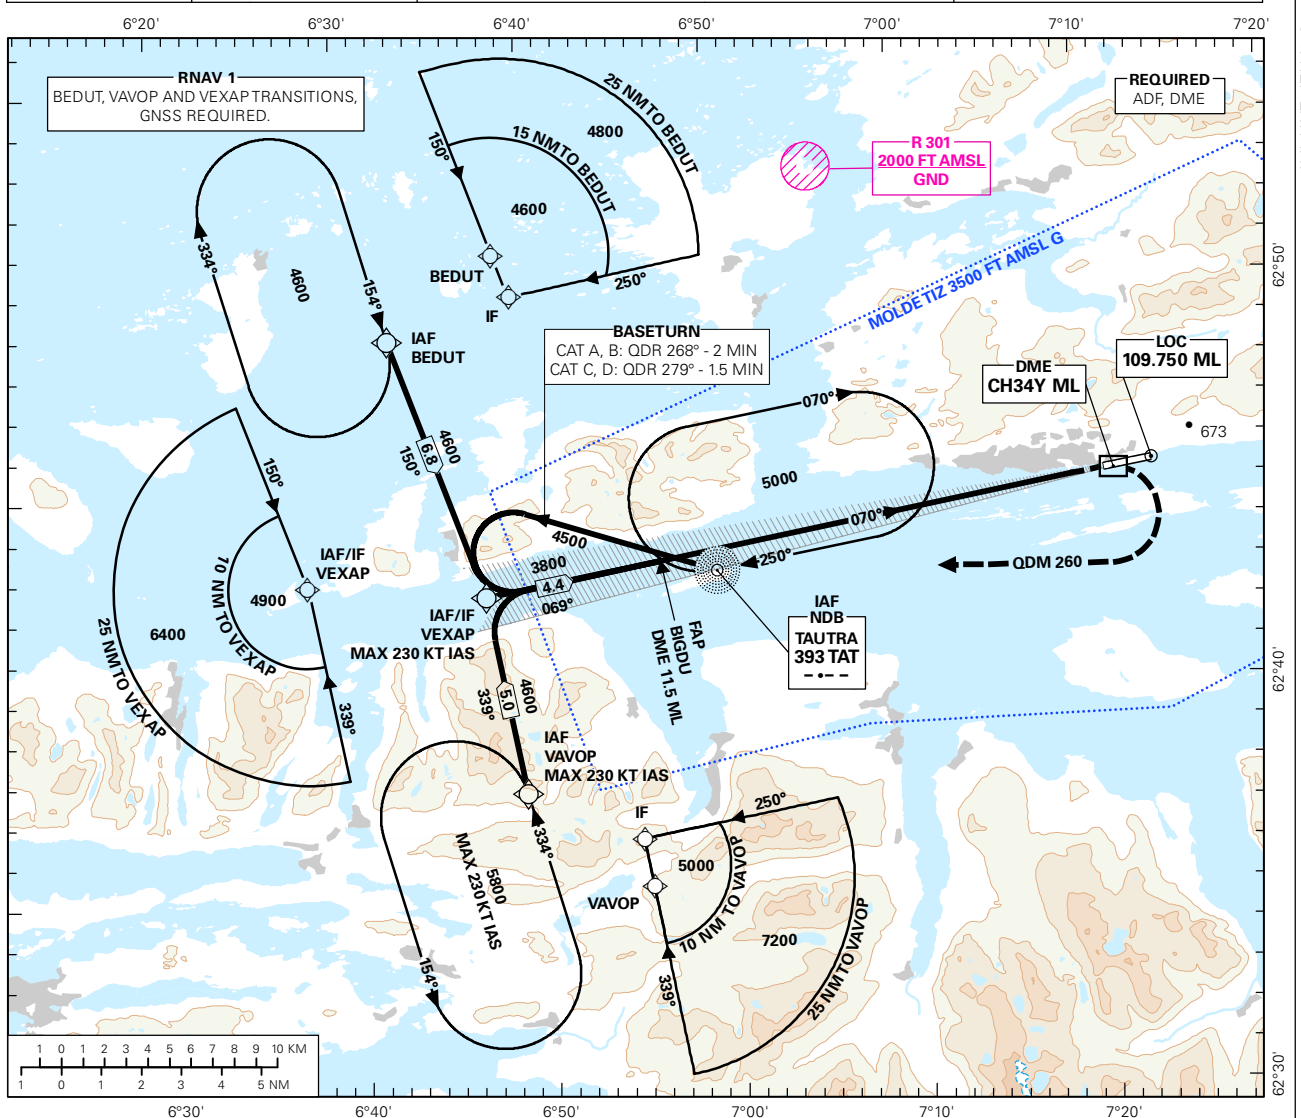 6°20' 6°30' 6°40' 6°50' 7°00' 7°10' 7°20'
RNAV 1
BEDUT, VAVOP AND VEXAP TRANSITIONS,
GNSS REQUIRED.
REQUIRED
ADF, DME
25 NM TO BEDUT
4800
15 NM TO BEDUT
4600
150°
250°
BEDUT
IF
R 301
2000 FT AMSL
GND
MOLDE TIZ 3500 FT AMSL G
62°50'
334°
4600
154°
IAF
BEDUT
BASETURN
CAT A, B: QDR 268° - 2 MIN
CAT C, D: QDR 279° - 1.5 MIN
LOC
109.750 ML
DME
CH34Y ML
673
070°
5000
4600
6.8
150°
070°
250°
4500
3800
4.4
069°
QDM 260
150°
IAF/IF
VEXAP
4900
10 NM TO VEXAP
6400
25 NM TO VEXAP
339°
IAF/IF
VEXAP
MAX 230 KT IAS
FAP
BIGDU
DME 11.5 ML
IAF
NDB
TAUTRA
393 TAT
62°40'
4600
5.0
339°
IAF
VAVOP
MAX 230 KT IAS
334°
5800
MAX 230 KT IAS
154°
IF
250°
5000
VAVOP
10 NM TO VAVOP
7200
25 NM TO VAVOP
339°
62°30'
1 0 1 2 3 4 5 6 7 8 9 10 KM
1 0 1 2 3 4 5 NM
6°30' 6°40' 6°50' 7°00' 7°10' 7°20'